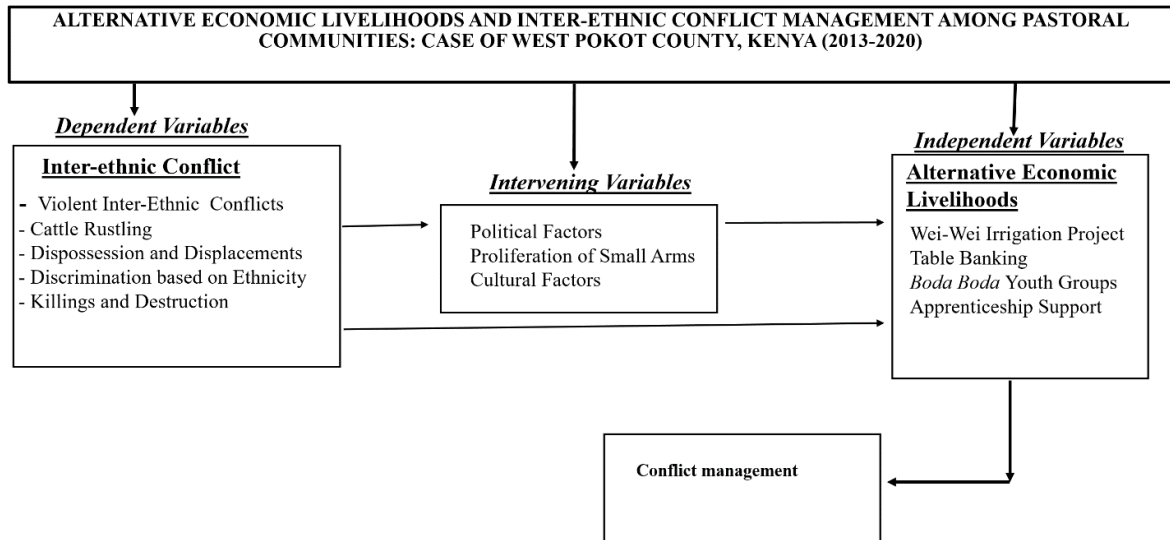 ALTERNATIVE ECONOMIC LIVELIHOODS AND INTER-ETHNIC CONFLICT MANAGEMENT AMONG PASTORAL
COMMUNITIES: CASE OF WEST POKOT COUNTY, KENYA (2013-2020)
Dependent Variables
Inter-ethnic Conflict
- Violent Inter-Ethnic Conflicts
- Cattle Rustling
- Dispossession and Displacements
- Discrimination based on Ethnicity
- Killings and Destruction
Intervening Variables
Political Factors
Proliferation of Small Arms
Cultural Factors
Independent Variables
Alternative Economic
Livelihoods
Wei-Wei Irrigation Project
Table Banking
Boda Boda Youth Groups
Apprenticeship Support
Conflict management